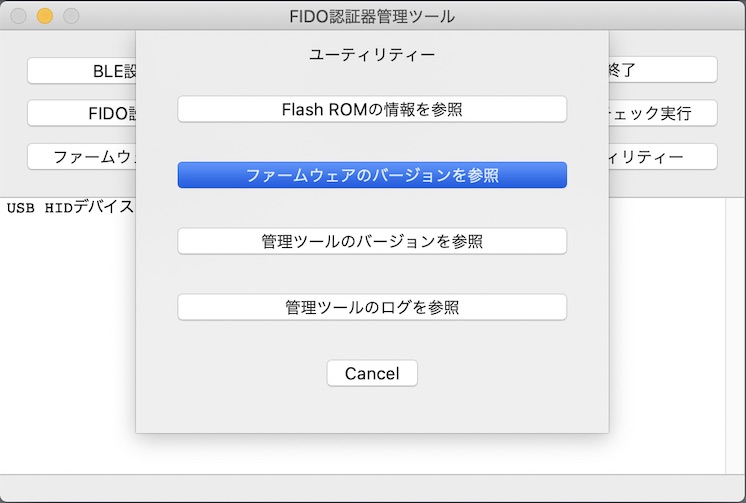 FIDO認証器管理ツール
ユーティリティー
BLE設
終了
Flash ROMの情報を参照
FIDO設
ェック実行
ファームウェアのバージョンを参照
ファームウェ
ィリティー
USB HIDデバイス
管理ツールのバージョンを参照
管理ツールのログを参照
Cancel